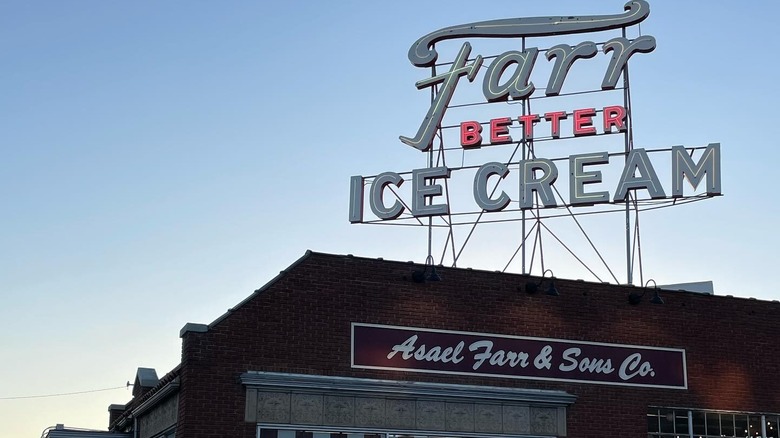 Farr
BETTER
ICE CREAM
Asael Farr & Sons Co.